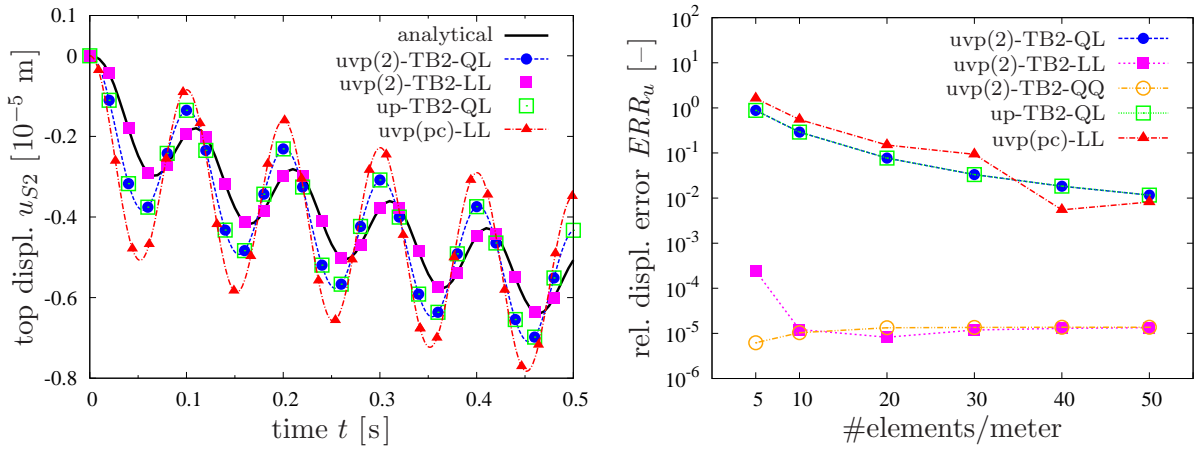 top displ. u_{S2} [10^{-5} m]
0.1
0
-0.2
-0.4
-0.6
-0.8
analytical
uvp(2)-TB2-QL
uvp(2)-TB2-LL
up-TB2-QL
uvp(pc)-LL
0 0.1 0.2 0.3 0.4 0.5
time t [s]
rel. displ. error ERR_u [−]
10^2
10^1
10^0
10^{-1}
10^{-2}
10^{-3}
10^{-4}
10^{-5}
10^{-6}
uvp(2)-TB2-QL
uvp(2)-TB2-LL
uvp(2)-TB2-QQ
up-TB2-QL
uvp(pc)-LL
5 10 20 30 40 50
#elements/meter